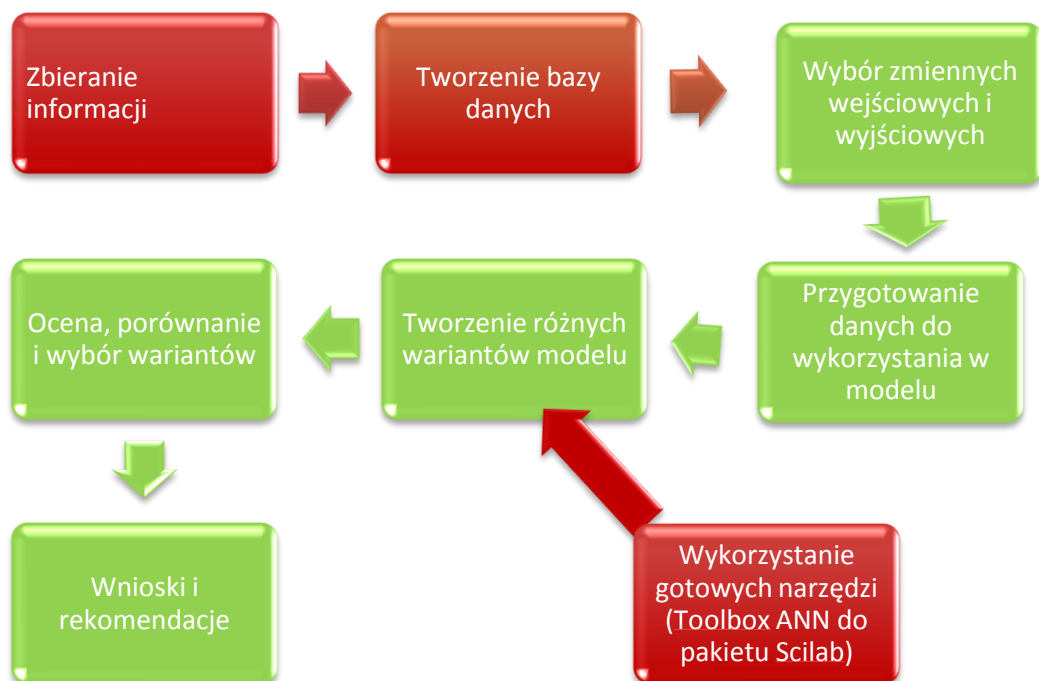 Zbieranie
informacji
Tworzenie bazy
danych
Wybór zmiennych
wejściowych i
wyjściowych
Przygotowanie
danych do
wykorzystania w
modelu
Tworzenie różnych
wariantów modelu
Ocena, porównanie
i wybór wariantów
Wnioski i
rekomendacje
Wykorzystanie
gotowych narzędzi
(Toolbox ANN do
pakietu Scilab)